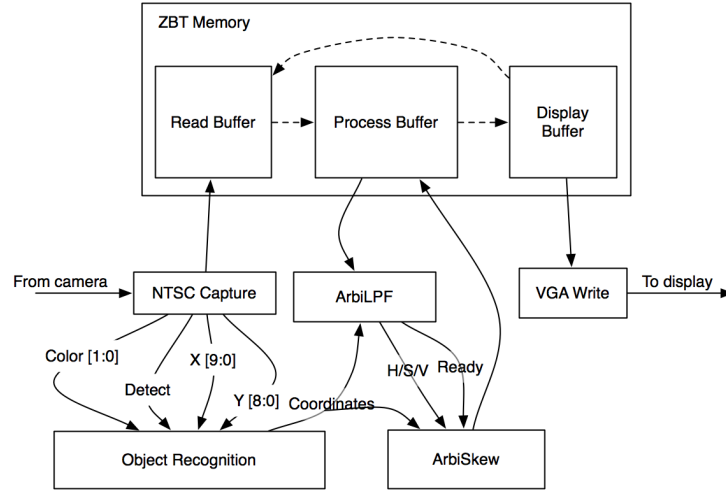 ZBT Memory
Read Buffer
Process Buffer
Display
Buffer
From camera
NTSC Capture
ArbiLPF
VGA Write
To display
Color [1:0]
X [9:0]
H/S/V
Ready
Detect
Y [8:0]
Coordinates
Object Recognition
ArbiSkew